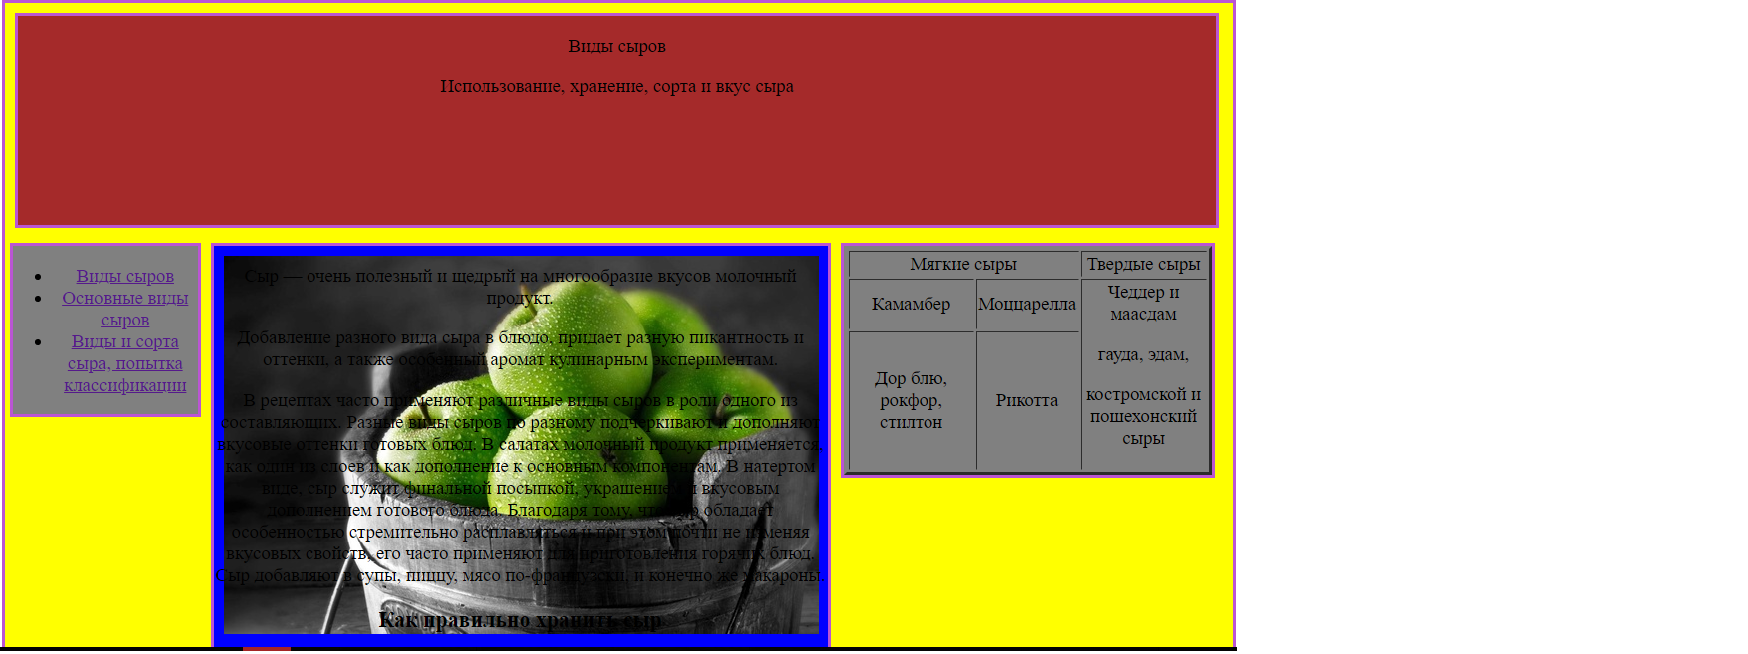 Виды сыров
Использование, хранение, сорта и вкус сыра
Виды сыров
Основные виды
сыров
Виды и сорта
сыра, попытка
классификации
Сыр — очень полезный и щедрый на многообразие вкусов молочный
продукт.
Добавление разного вида сыра в блюдо, придает разную пикантность и
оттенки, а также особенный аромат кулинарным экспериментам.
В рецептах часто применяют различные виды сыров в роли одного из
составляющих. Разные виды сыров по разному подчеркивают и дополняют
вкусовые оттенки готовых блюд. В салатах молочный продукт применяется,
как один из слоев и как дополнение к основным компонентам. В натертом
виде, сыр служит финальной посыпкой, украшением и вкусовым
дополнением готового блюда. Благодаря тому, что сыр обладает
особенностью стремительно расплавляться и при этом почти не изменяя
вкусовых свойств, его часто применяют для приготовления горячих блюд.
Сыр добавляют в супы, пиццу, мясо по-французски, и конечно же макароны.
Как правильно хранить сыр
Мягкие сыры
Твердые сыры
Камамбер
Моццарелла
Чеддер и
маасдам
гауда, эдам,
костромской и
пошехонский
сыры
Дор блю,
рокфор,
стилтон
Рикотта